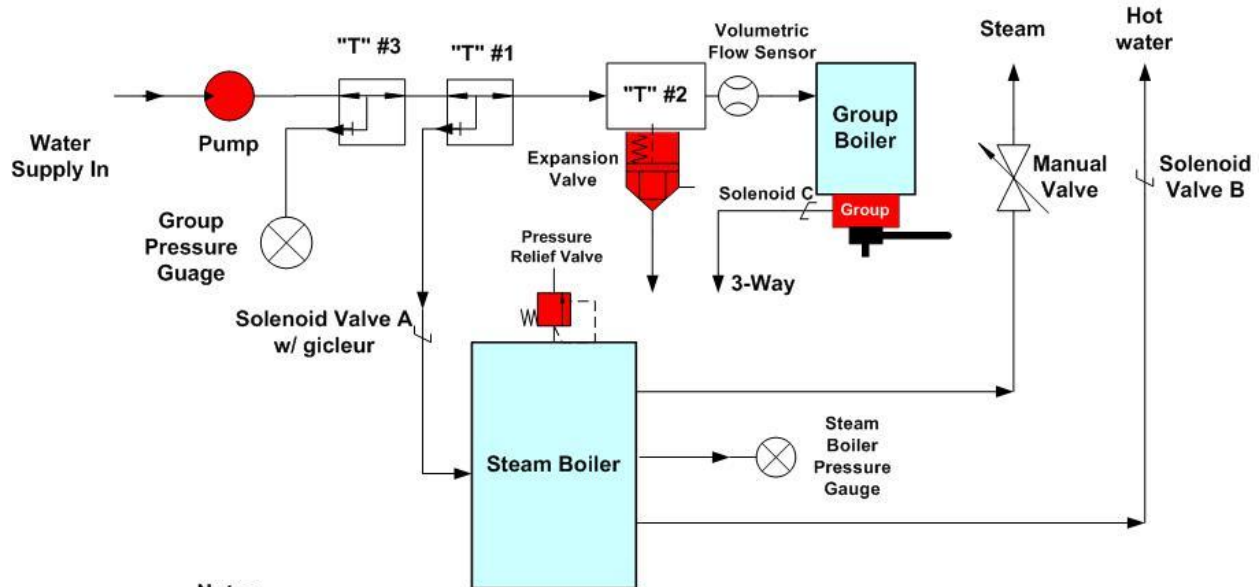 Steam
Hot
water
"T" #3
"T" #1
Volumetric
Flow Sensor
"T" #2
Group
Boiler
Water
Supply In
Pump
Expansion
Valve
Manual
Valve
Solenoid
Valve B
Solenoid C
Group
Group
Pressure
Guage
Pressure
Relief Valve
3-Way
Solenoid Valve A
w/ gicleur
Steam Boiler
Steam
Boiler
Pressure
Gauge